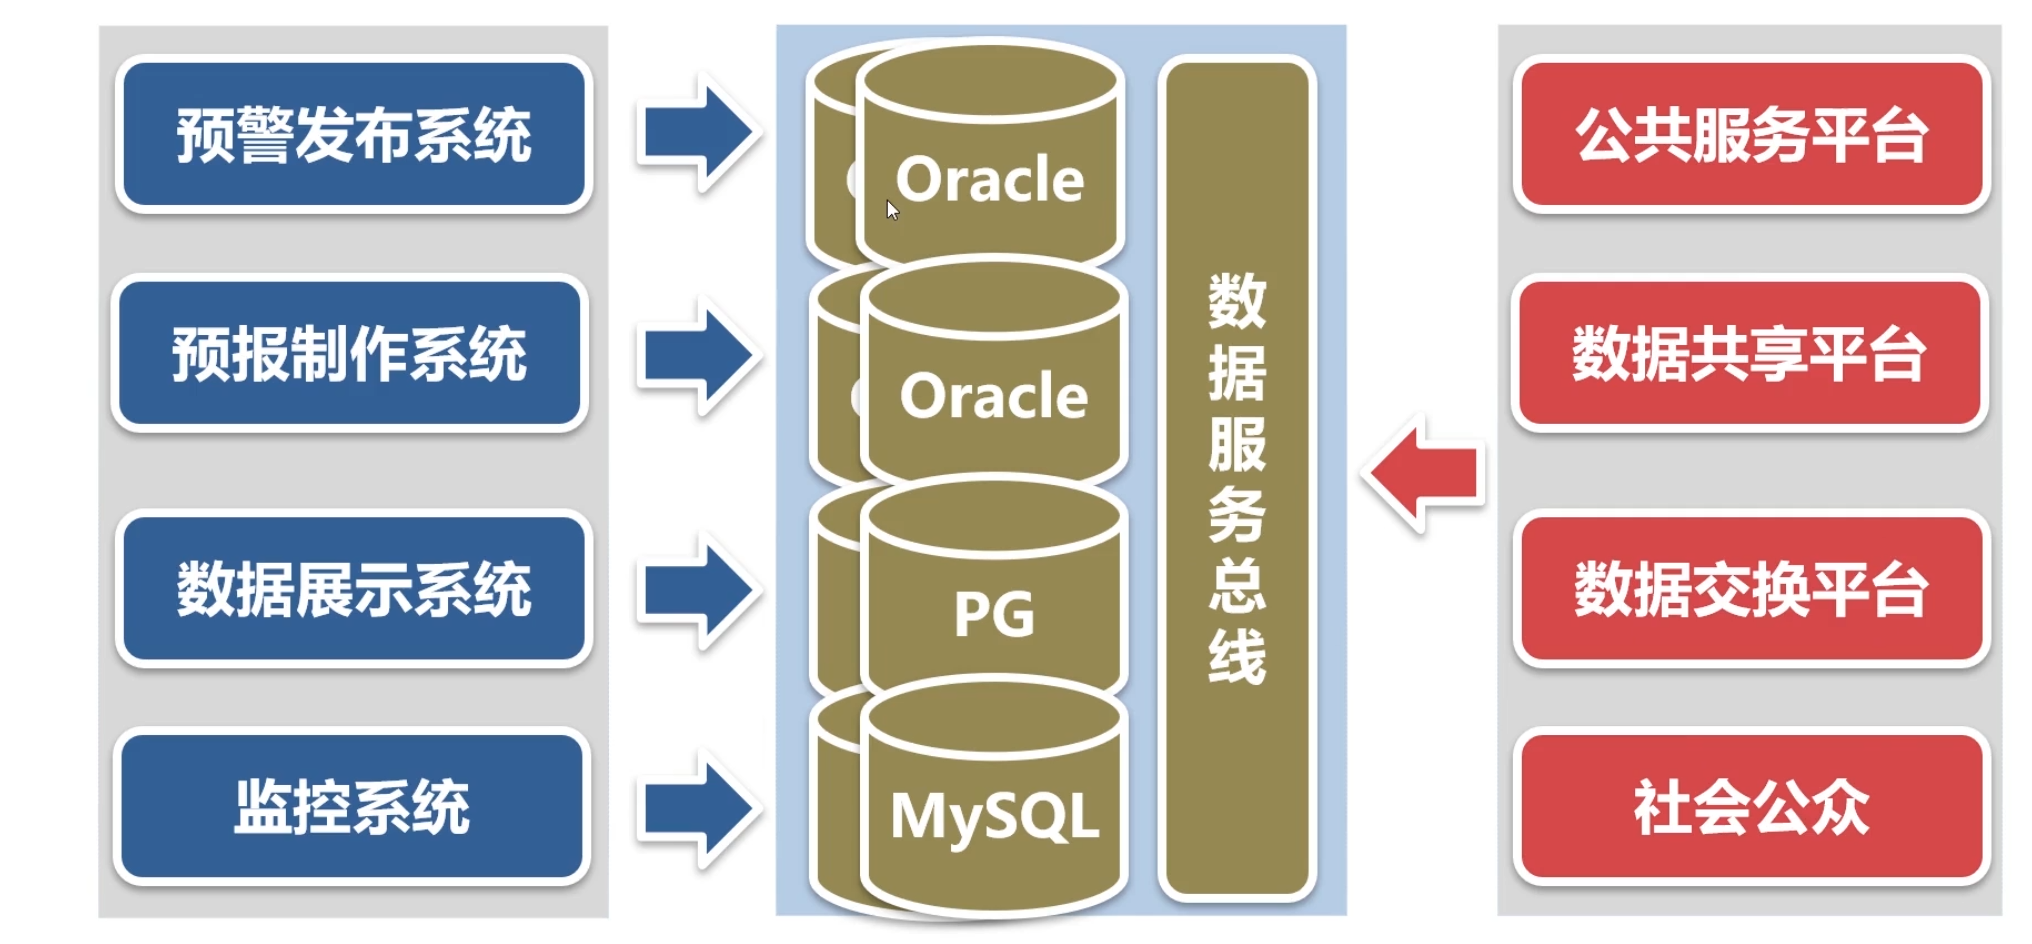 预警发布系统
预报制作系统
数据展示系统
监控系统
Oracle
Oracle
PG
MySQL
数据服务总线
公共服务平台
数据共享平台
数据交换平台
社会公众